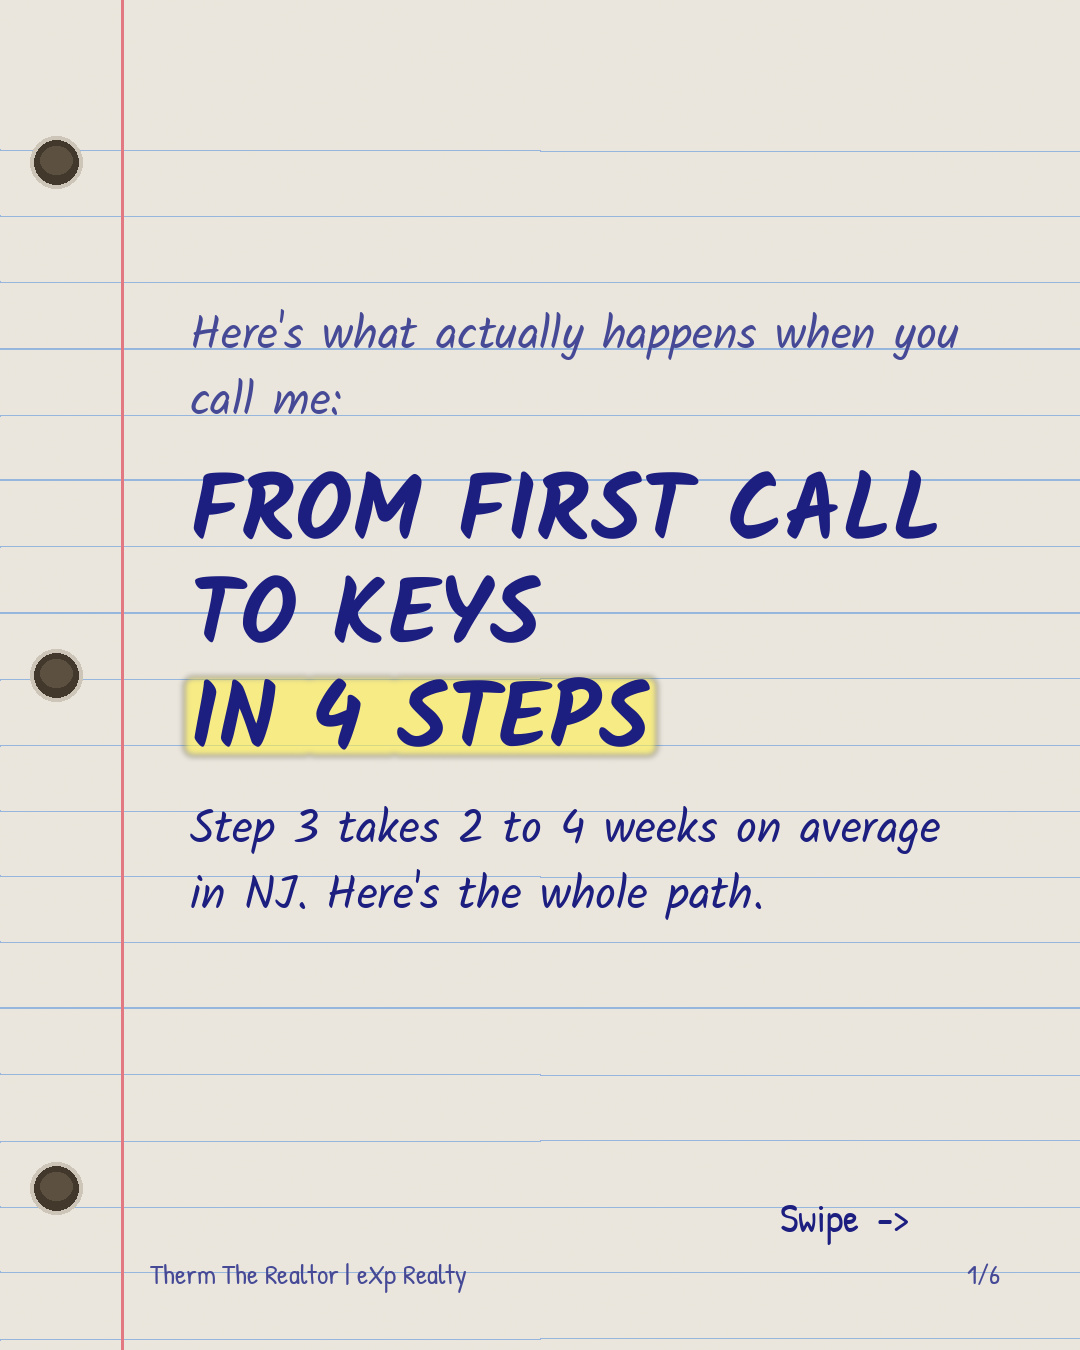 Here's what actually happens when you
call me:
FROM FIRST CALL
TO KEYS
IN 4 STEPS
Step 3 takes 2 to 4 weeks on average
in NJ. Here's the whole path.
Swipe ->
Therm The Realtor | eXp Realty
1/6